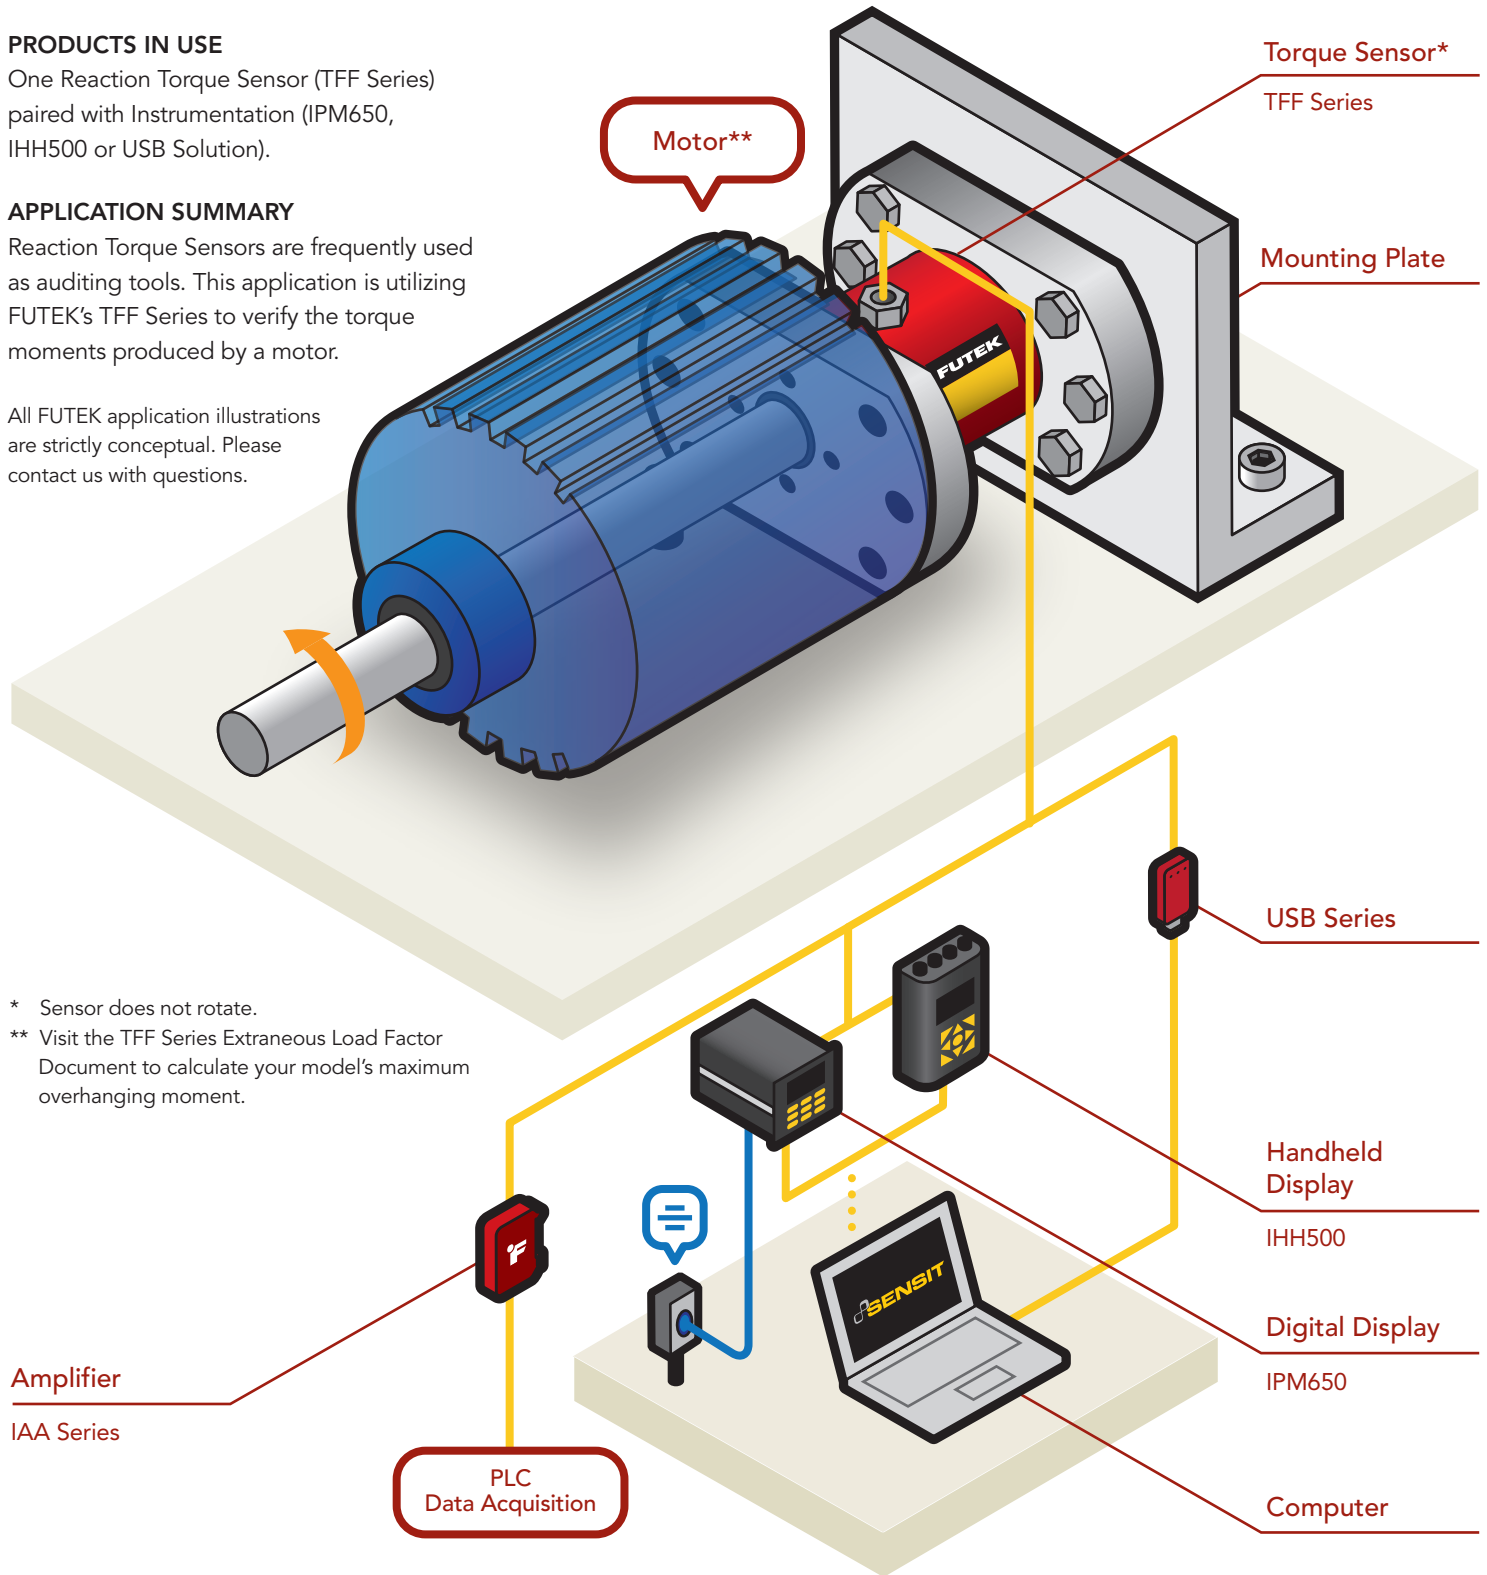 PRODUCTS IN USE
One Reaction Torque Sensor (TFF Series)
paired with Instrumentation (IPM650,
IHH500 or USB Solution).
APPLICATION SUMMARY
Reaction Torque Sensors are frequently used
as auditing tools. This application is utilizing
FUTEK’s TFF Series to verify the torque
moments produced by a motor.
All FUTEK application illustrations
are strictly conceptual. Please
contact us with questions.
Motor**
Torque Sensor*
TFF Series
Mounting Plate
FUTEK
USB Series
* Sensor does not rotate.
** Visit the TFF Series Extraneous Load Factor
Document to calculate your model’s maximum
overhanging moment.
Handheld
Display
IHH500
SENSIT
Digital Display
IPM650
F
Amplifier
IAA Series
PLC
Data Acquisition
Computer